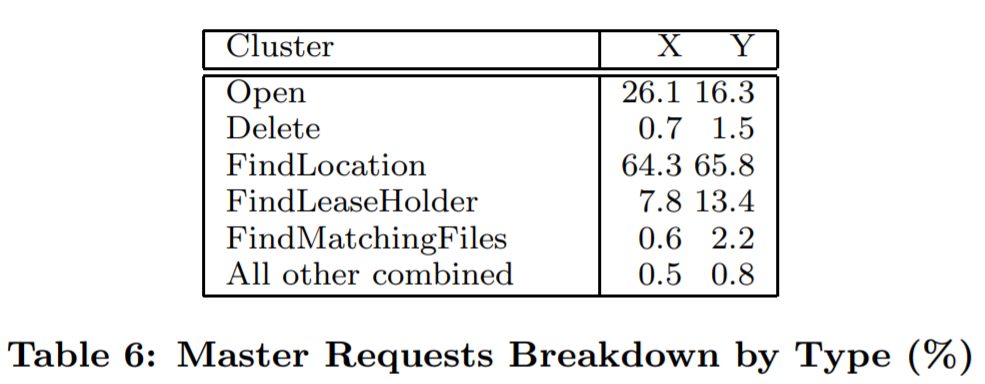 Cluster X Y
Open 26.1 16.3
Delete 0.7 1.5
FindLocation 64.3 65.8
FindLeaseHolder 7.8 13.4
FindMatchingFiles 0.6 2.2
All other combined 0.5 0.8
Table 6: Master Requests Breakdown by Type (%)